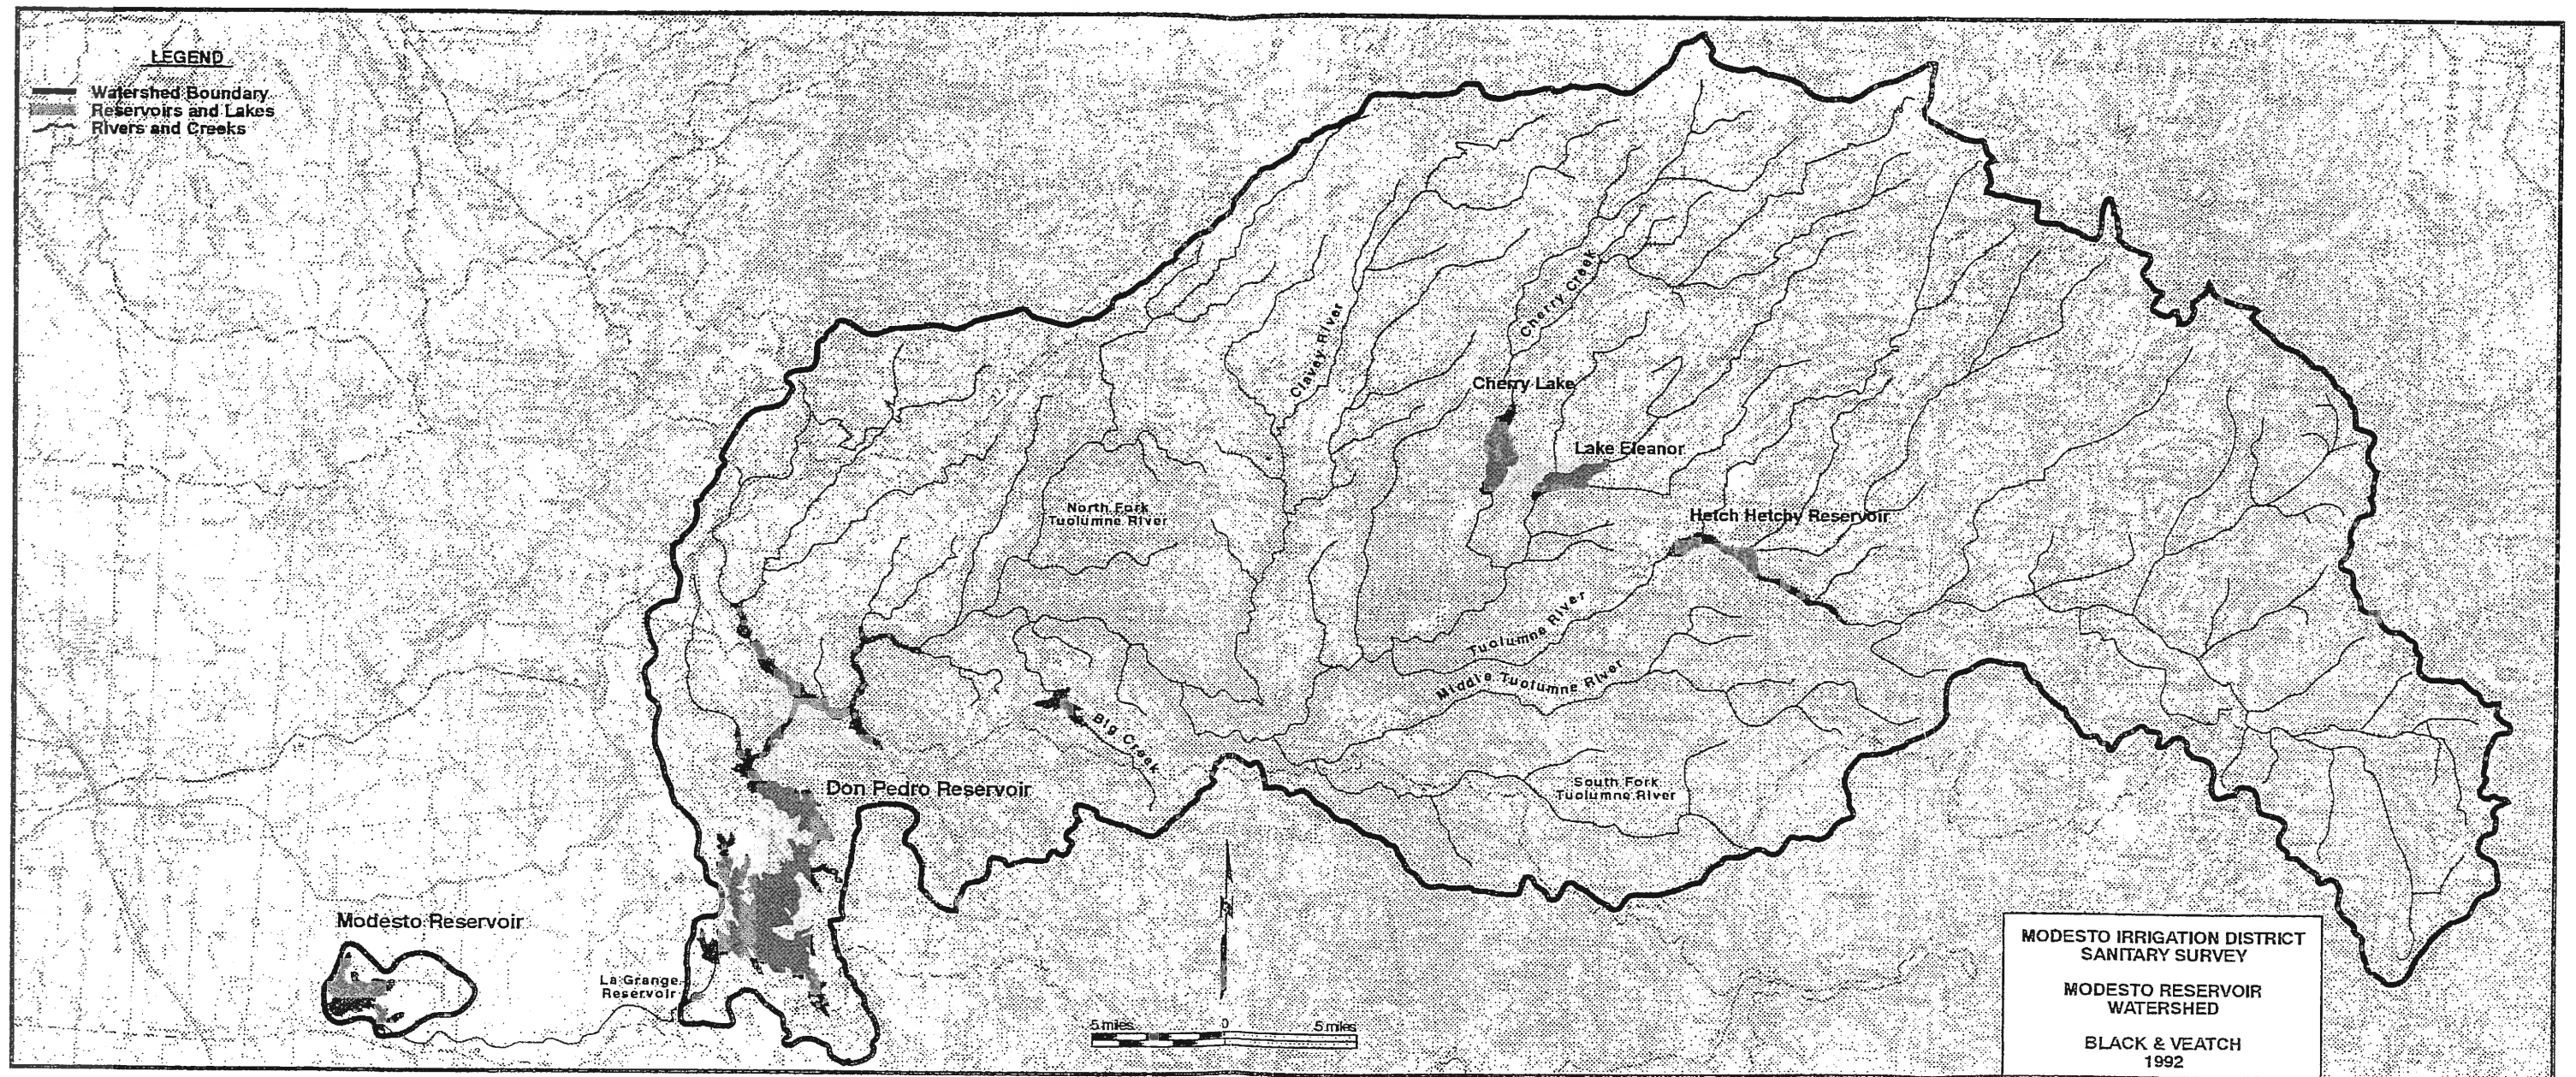 LEGEND
Watershed Boundary
Reservoirs and Lakes
Rivers and Creeks
Clavey River
Cherry Creek
Cherry Lake
Lake Eleanor
North Fork
Tuolumne River
Hetch Hetchy Reservoir
Tuolumne River
Middle Tuolumne River
Big Creek
Don Pedro Reservoir
South Fork
Tuolumne River
Modesto Reservoir
La Grange
Reservoir
N
5 miles 0 5 miles
MODESTO IRRIGATION DISTRICT
SANITARY SURVEY
MODESTO RESERVOIR
WATERSHED
BLACK & VEATCH
1992